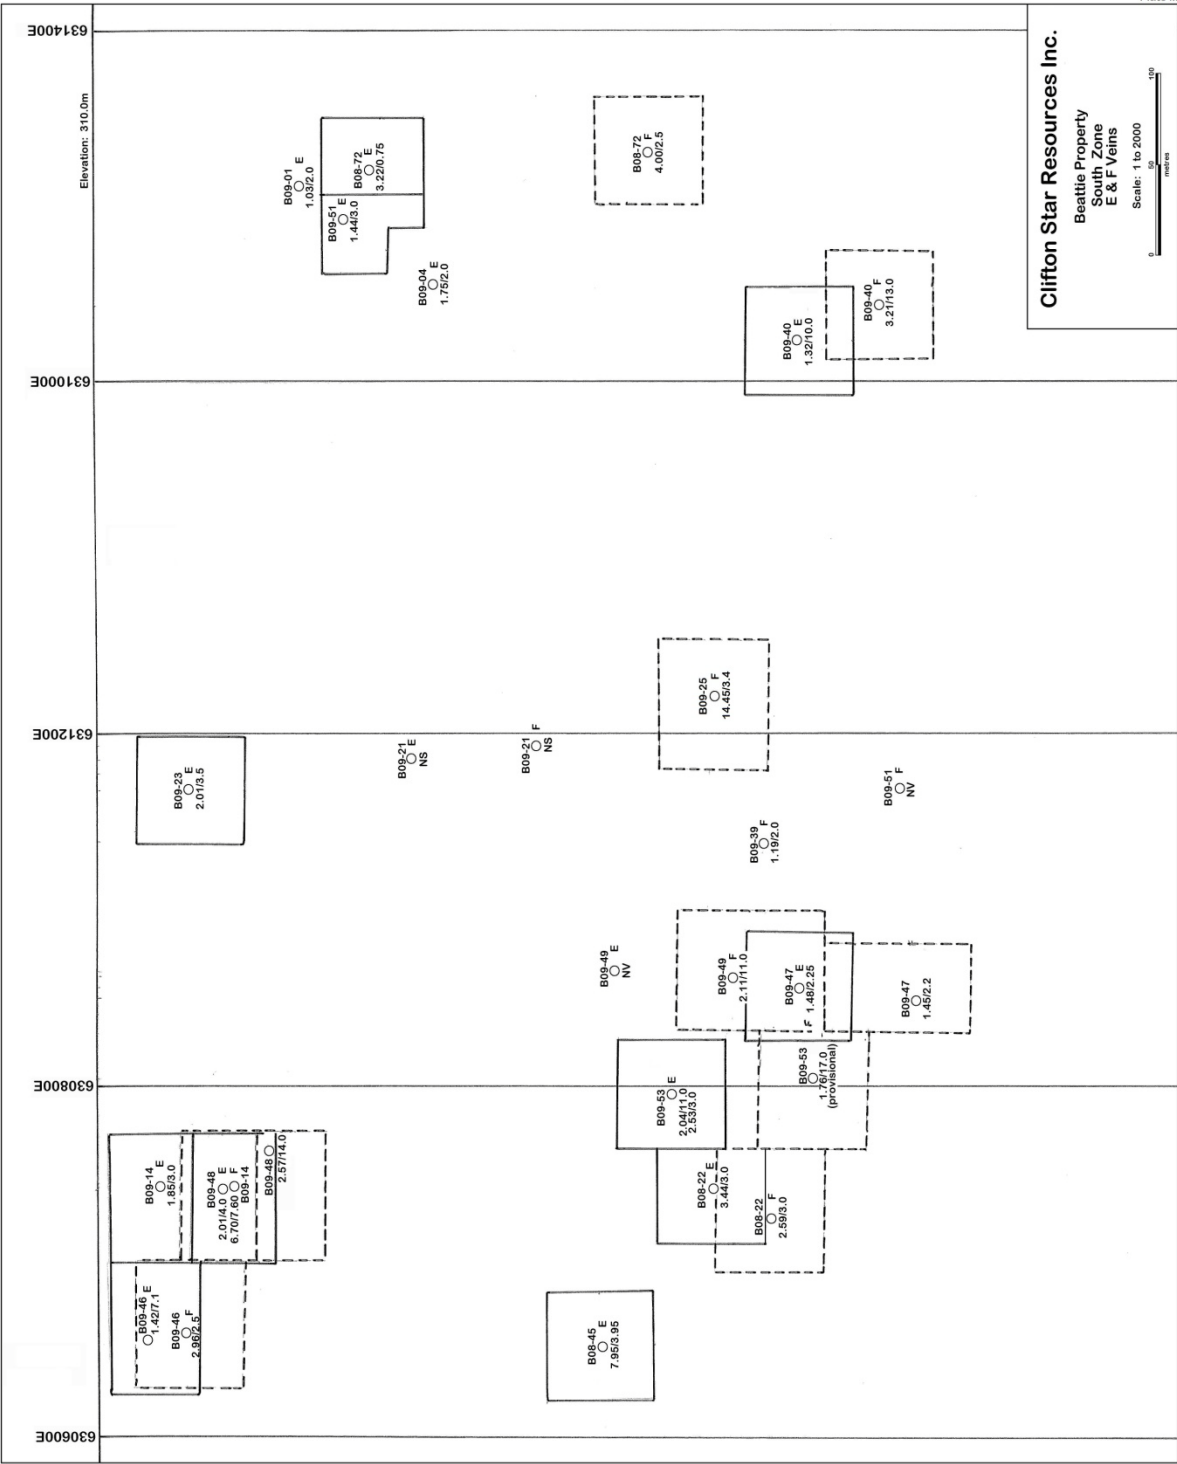 631400E
Elevation: 310.0m
B09-01
E
1.03/2.0
B08-72
E
3.22/0.75
B09-51
E
1.44/3.0
B09-04
E
1.75/2.0
B08-72
F
4.00/2.5
B09-40
E
1.32/10.0
B09-40
F
3.21/13.0
Clifton Star Resources Inc.
Beattie Property
South Zone
E & F Veins
Scale: 1 to 2000
0 50 100
metres
631000E
B09-25
F
14.45/3.4
631200E
B09-23
E
2.01/3.5
B09-21
E
NS
B09-21
F
NS
B09-51
F
NV
B09-39
F
1.19/2.0
B09-49
E
NV
B09-49
F
2.11/11.0
B09-47
E
1.48/2.25
F
B09-47
F
1.45/2.2
630800E
B09-53
E
2.04/11.0
2.53/3.0
B09-53
1.76/17.0
(provisional)
B09-14
E
1.85/3.0
B09-48
E
2.01/4.0
6.70/7.60
F
B09-14
B09-48
2.57/14.0
B08-22
E
3.44/3.0
B08-22
F
2.59/3.0
B09-46
E
1.42/7.1
B09-46
F
2.96/2.5
B08-45
E
7.95/3.95
630600E